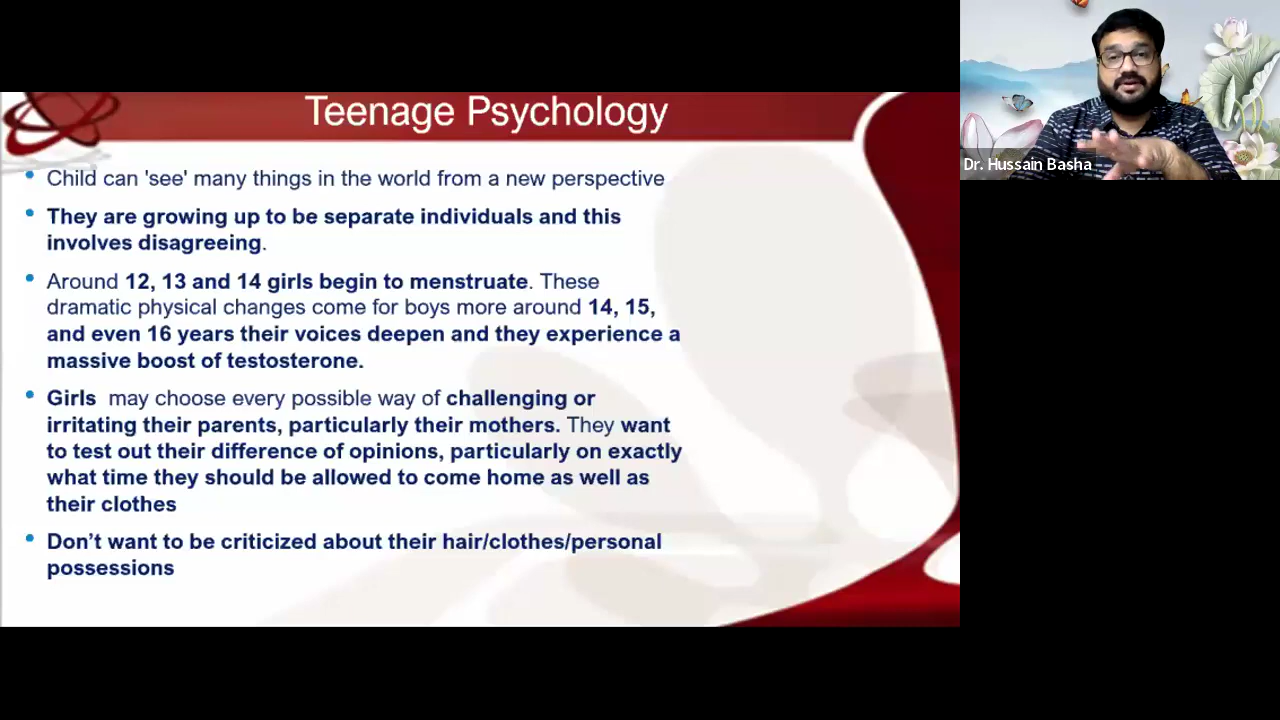 Teenage Psychology
Child can 'see' many things in the world from a new perspective
They are growing up to be separate individuals and this
involves disagreeing.
Around 12, 13 and 14 girls begin to menstruate. These
dramatic physical changes come for boys more around 14, 15,
and even 16 years their voices deepen and they experience a
massive boost of testosterone.
Girls may choose every possible way of challenging or
irritating their parents, particularly their mothers. They want
to test out their difference of opinions, particularly on exactly
what time they should be allowed to come home as well as
their clothes
Don’t want to be criticized about their hair/clothes/personal
possessions
Dr. Hussain Basha